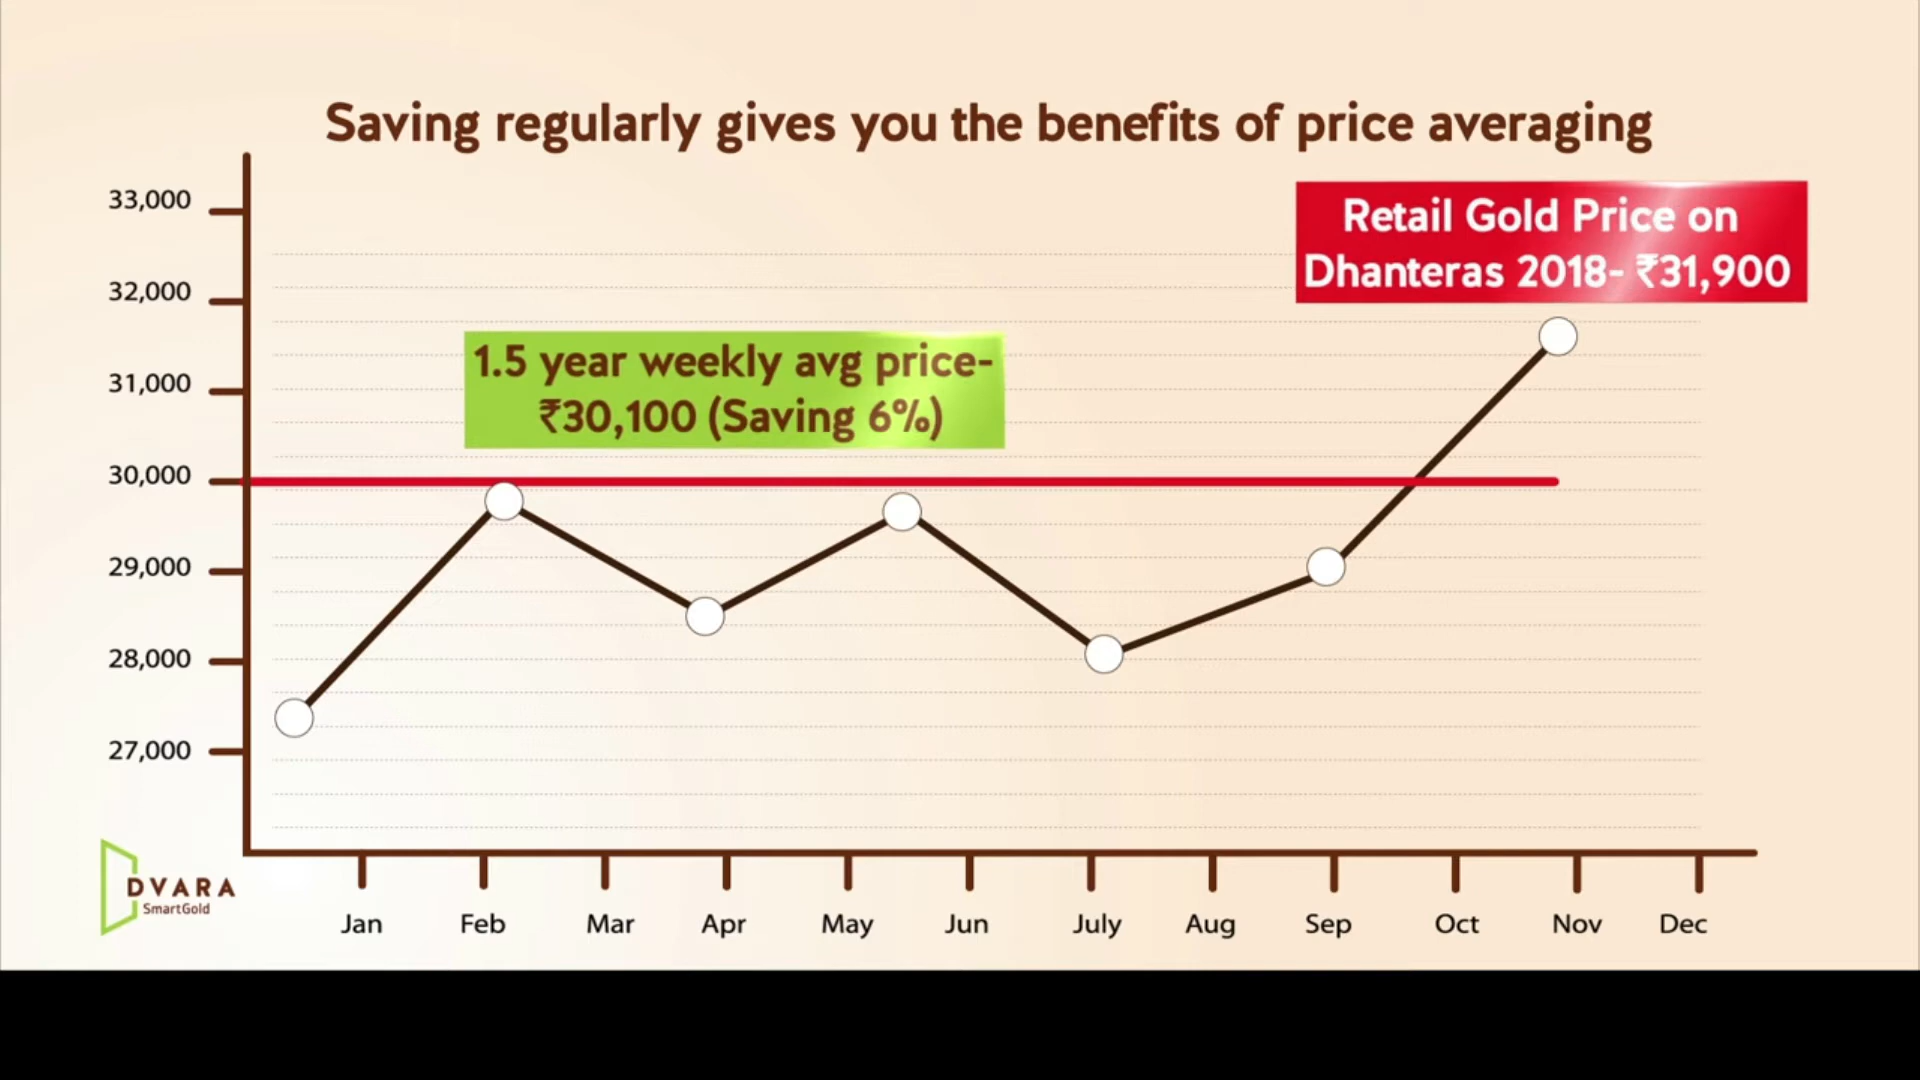 Saving regularly gives you the benefits of price averaging
Retail Gold Price on
Dhanteras 2018- ₹31,900
1.5 year weekly avg price-
₹30,100 (Saving 6%)
33,000
32,000
31,000
30,000
29,000
28,000
27,000
Jan Feb Mar Apr May Jun July Aug Sep Oct Nov Dec
DVARA
SmartGold